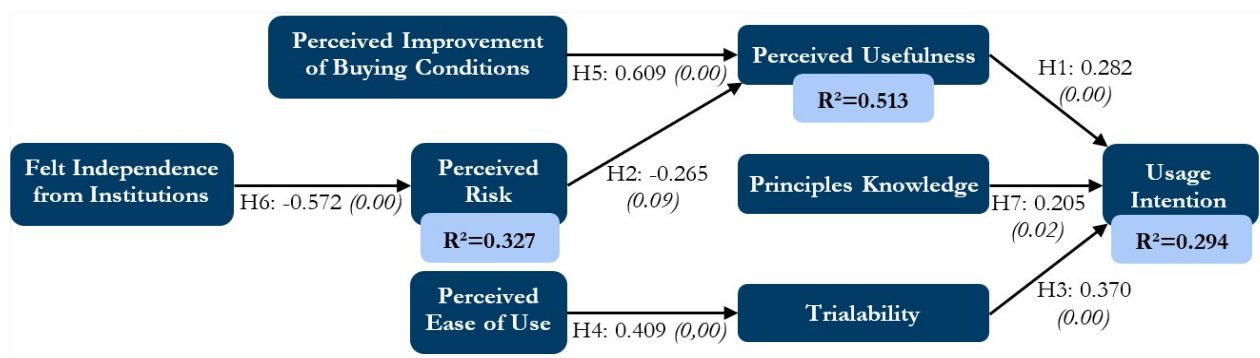 Perceived Improvement
of Buying Conditions
H5: 0.609 (0.00)
Perceived Usefulness
R²=0.513
H1: 0.282
(0.00)
Felt Independence
from Institutions
H6: -0.572 (0.00)
Perceived
Risk
R²=0.327
H2: -0.265
(0.09)
Principles Knowledge
H7: 0.205
(0.02)
Usage
Intention
R²=0.294
Perceived
Ease of Use
H4: 0.409 (0,00)
Trialability
H3: 0.370
(0.00)